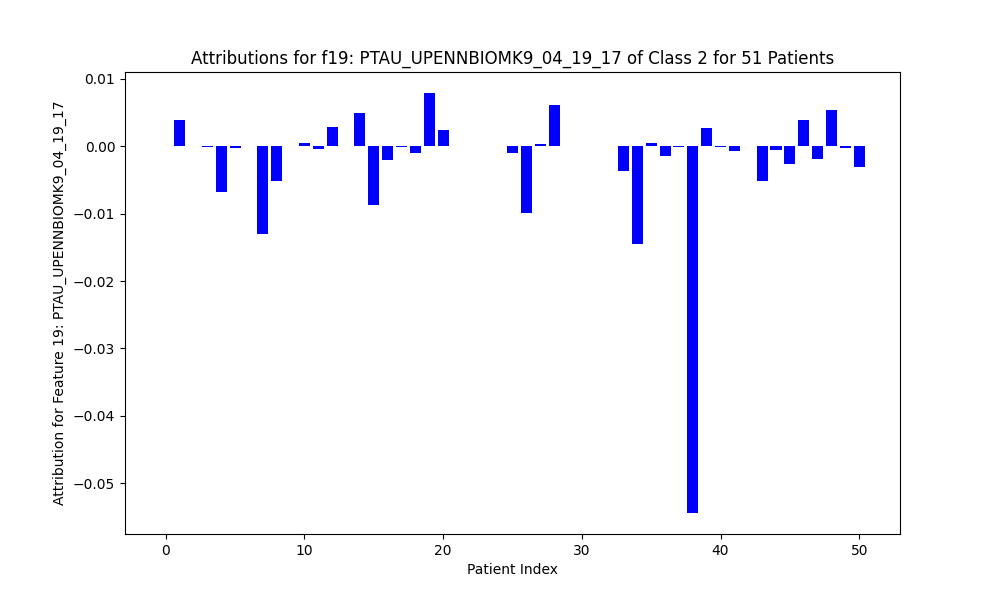 Attributions for f19: PTAU_UPENNBIOMK9_04_19_17 of Class 2 for 51 Patients
Attribution for Feature 19: PTAU_UPENNBIOMK9_04_19_17
0.01
0.00
−0.01
−0.02
−0.03
−0.04
−0.05
0 10 20 30 40 50
Patient Index